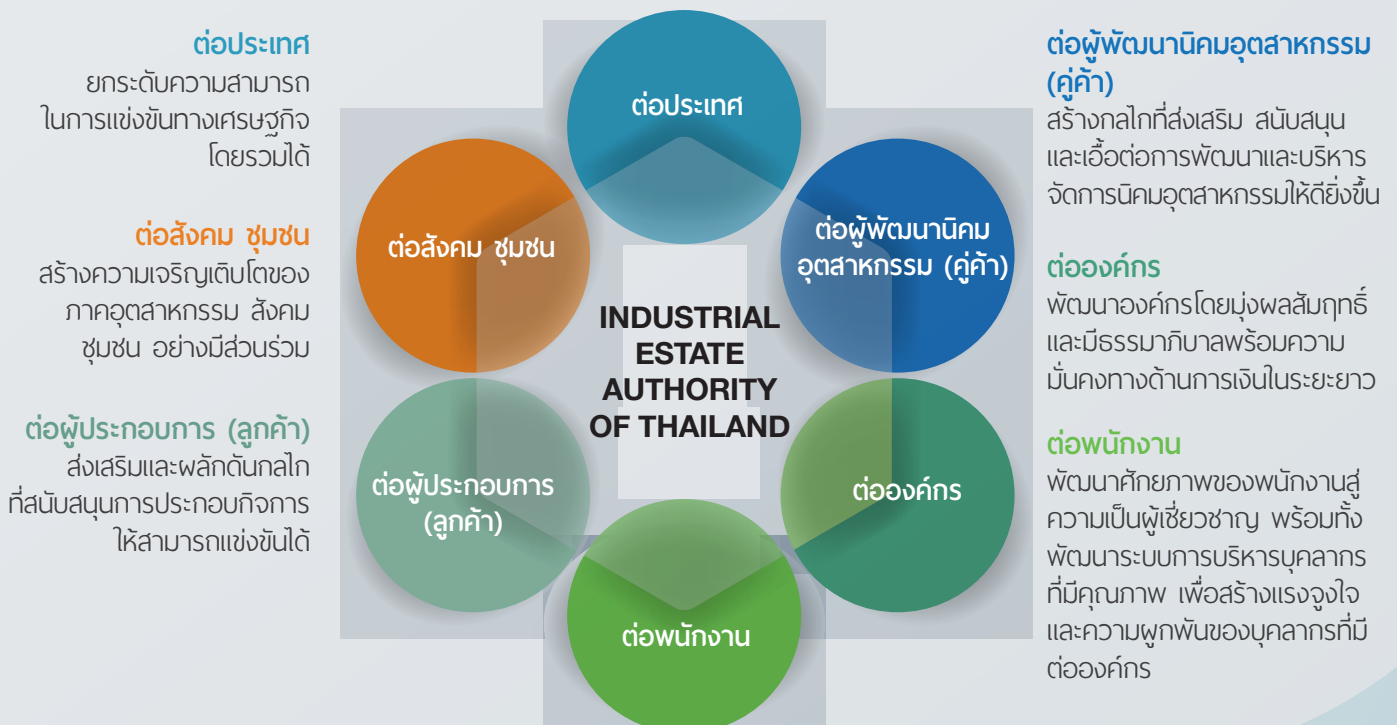 ต่อประเทศ
ยกระดับความสามารถ
ในการแข่งขันทางเศรษฐกิจ
โดยรวมได้
ต่อสังคม ชุมชน
สร้างความเจริญเติบโตของ
ภาคอุตสาหกรรม สังคม
ชุมชน อย่างมีส่วนร่วม
ต่อผู้ประกอบการ (ลูกค้า)
ส่งเสริมและผลักดันกลไก
ที่สนับสนุนการประกอบกิจการ
ให้สามารถแข่งขันได้
ต่อประเทศ
ต่อสังคม ชุมชน
ต่อผู้พัฒนานิคม
อุตสาหกรรม (คู่ค้า)
INDUSTRIAL
ESTATE
AUTHORITY
OF THAILAND
ต่อผู้ประกอบการ
(ลูกค้า)
ต่อองค์กร
ต่อพนักงาน
ต่อผู้พัฒนานิคมอุตสาหกรรม
(คู่ค้า)
สร้างกลไกที่ส่งเสริม สนับสนุน
และเอื้อต่อการพัฒนาและบริหาร
จัดการนิคมอุตสาหกรรมให้ดียิ่งขึ้น
ต่อองค์กร
พัฒนาองค์กรโดยมุ่งผลสัมฤทธิ์
และมีธรรมาภิบาลพร้อมความ
มั่นคงทางด้านการเงินในระยะยาว
ต่อพนักงาน
พัฒนาศักยภาพของพนักงานสู่
ความเป็นผู้เชี่ยวชาญ พร้อมทั้ง
พัฒนาระบบการบริหารบุคลากร
ที่มีคุณภาพ เพื่อสร้างแรงจูงใจ
และความผูกพันของบุคลากรที่มี
ต่อองค์กร